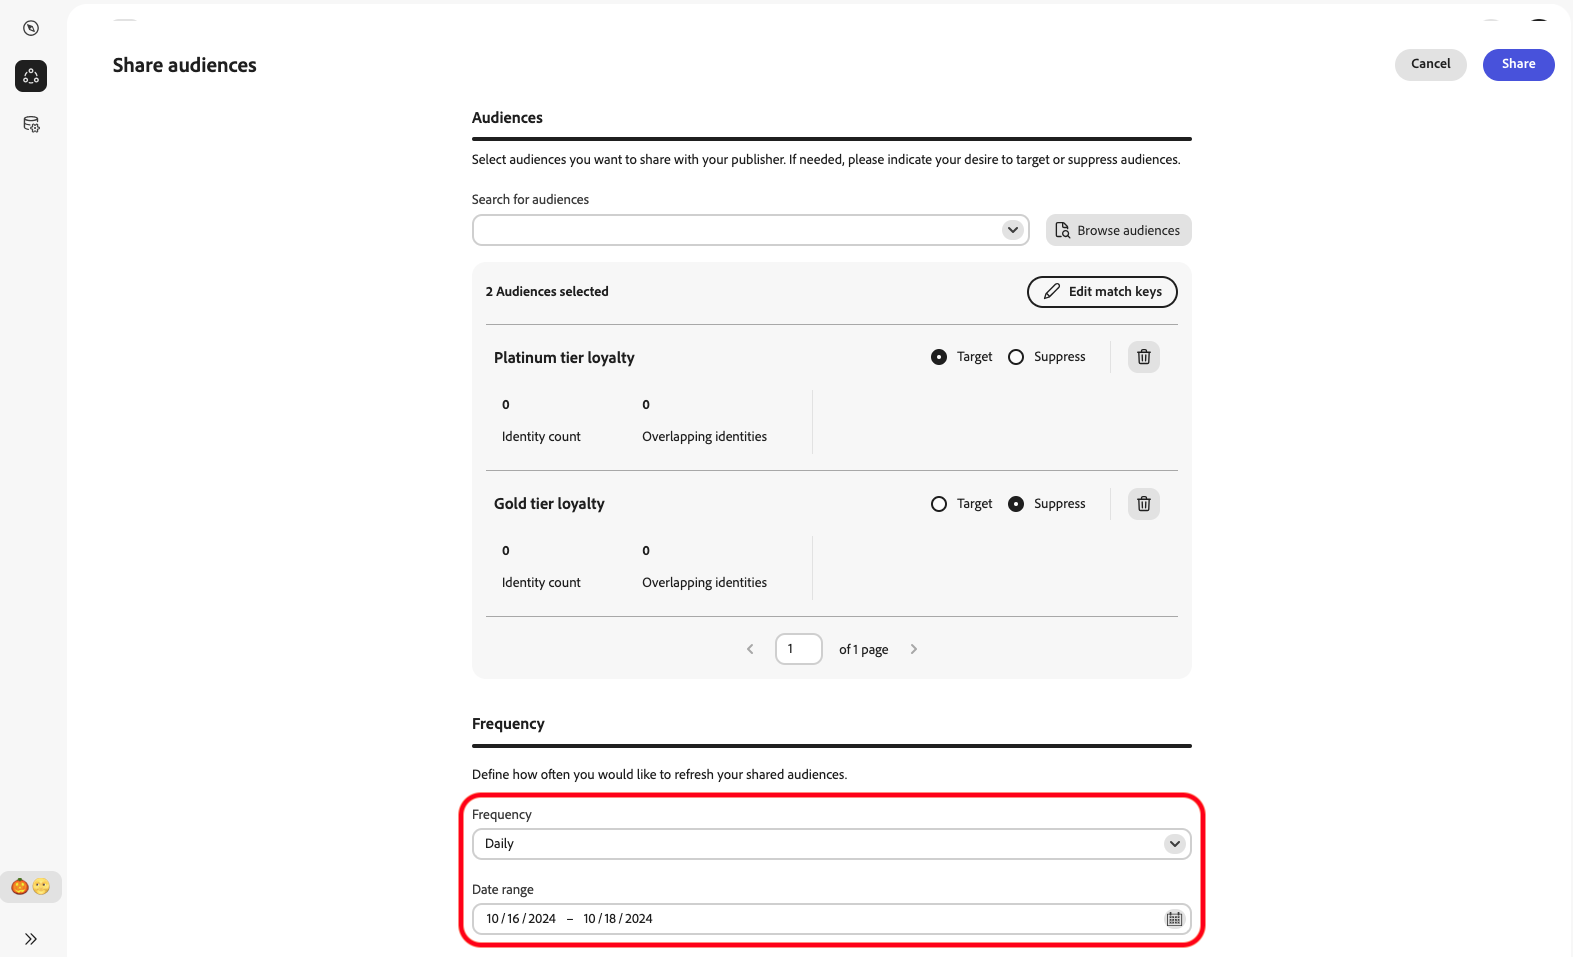 Share audiences
Cancel
Share
Audiences
Select audiences you want to share with your publisher. If needed, please indicate your desire to target or suppress audiences.
Search for audiences
Browse audiences
2 Audiences selected
Edit match keys
Platinum tier loyalty
Target
Suppress
0
0
Identity count
Overlapping identities
Gold tier loyalty
Target
Suppress
0
0
Identity count
Overlapping identities
1
of 1 page
Frequency
Define how often you would like to refresh your shared audiences.
Frequency
Daily
Date range
10 / 16 / 2024 – 10 / 18 / 2024